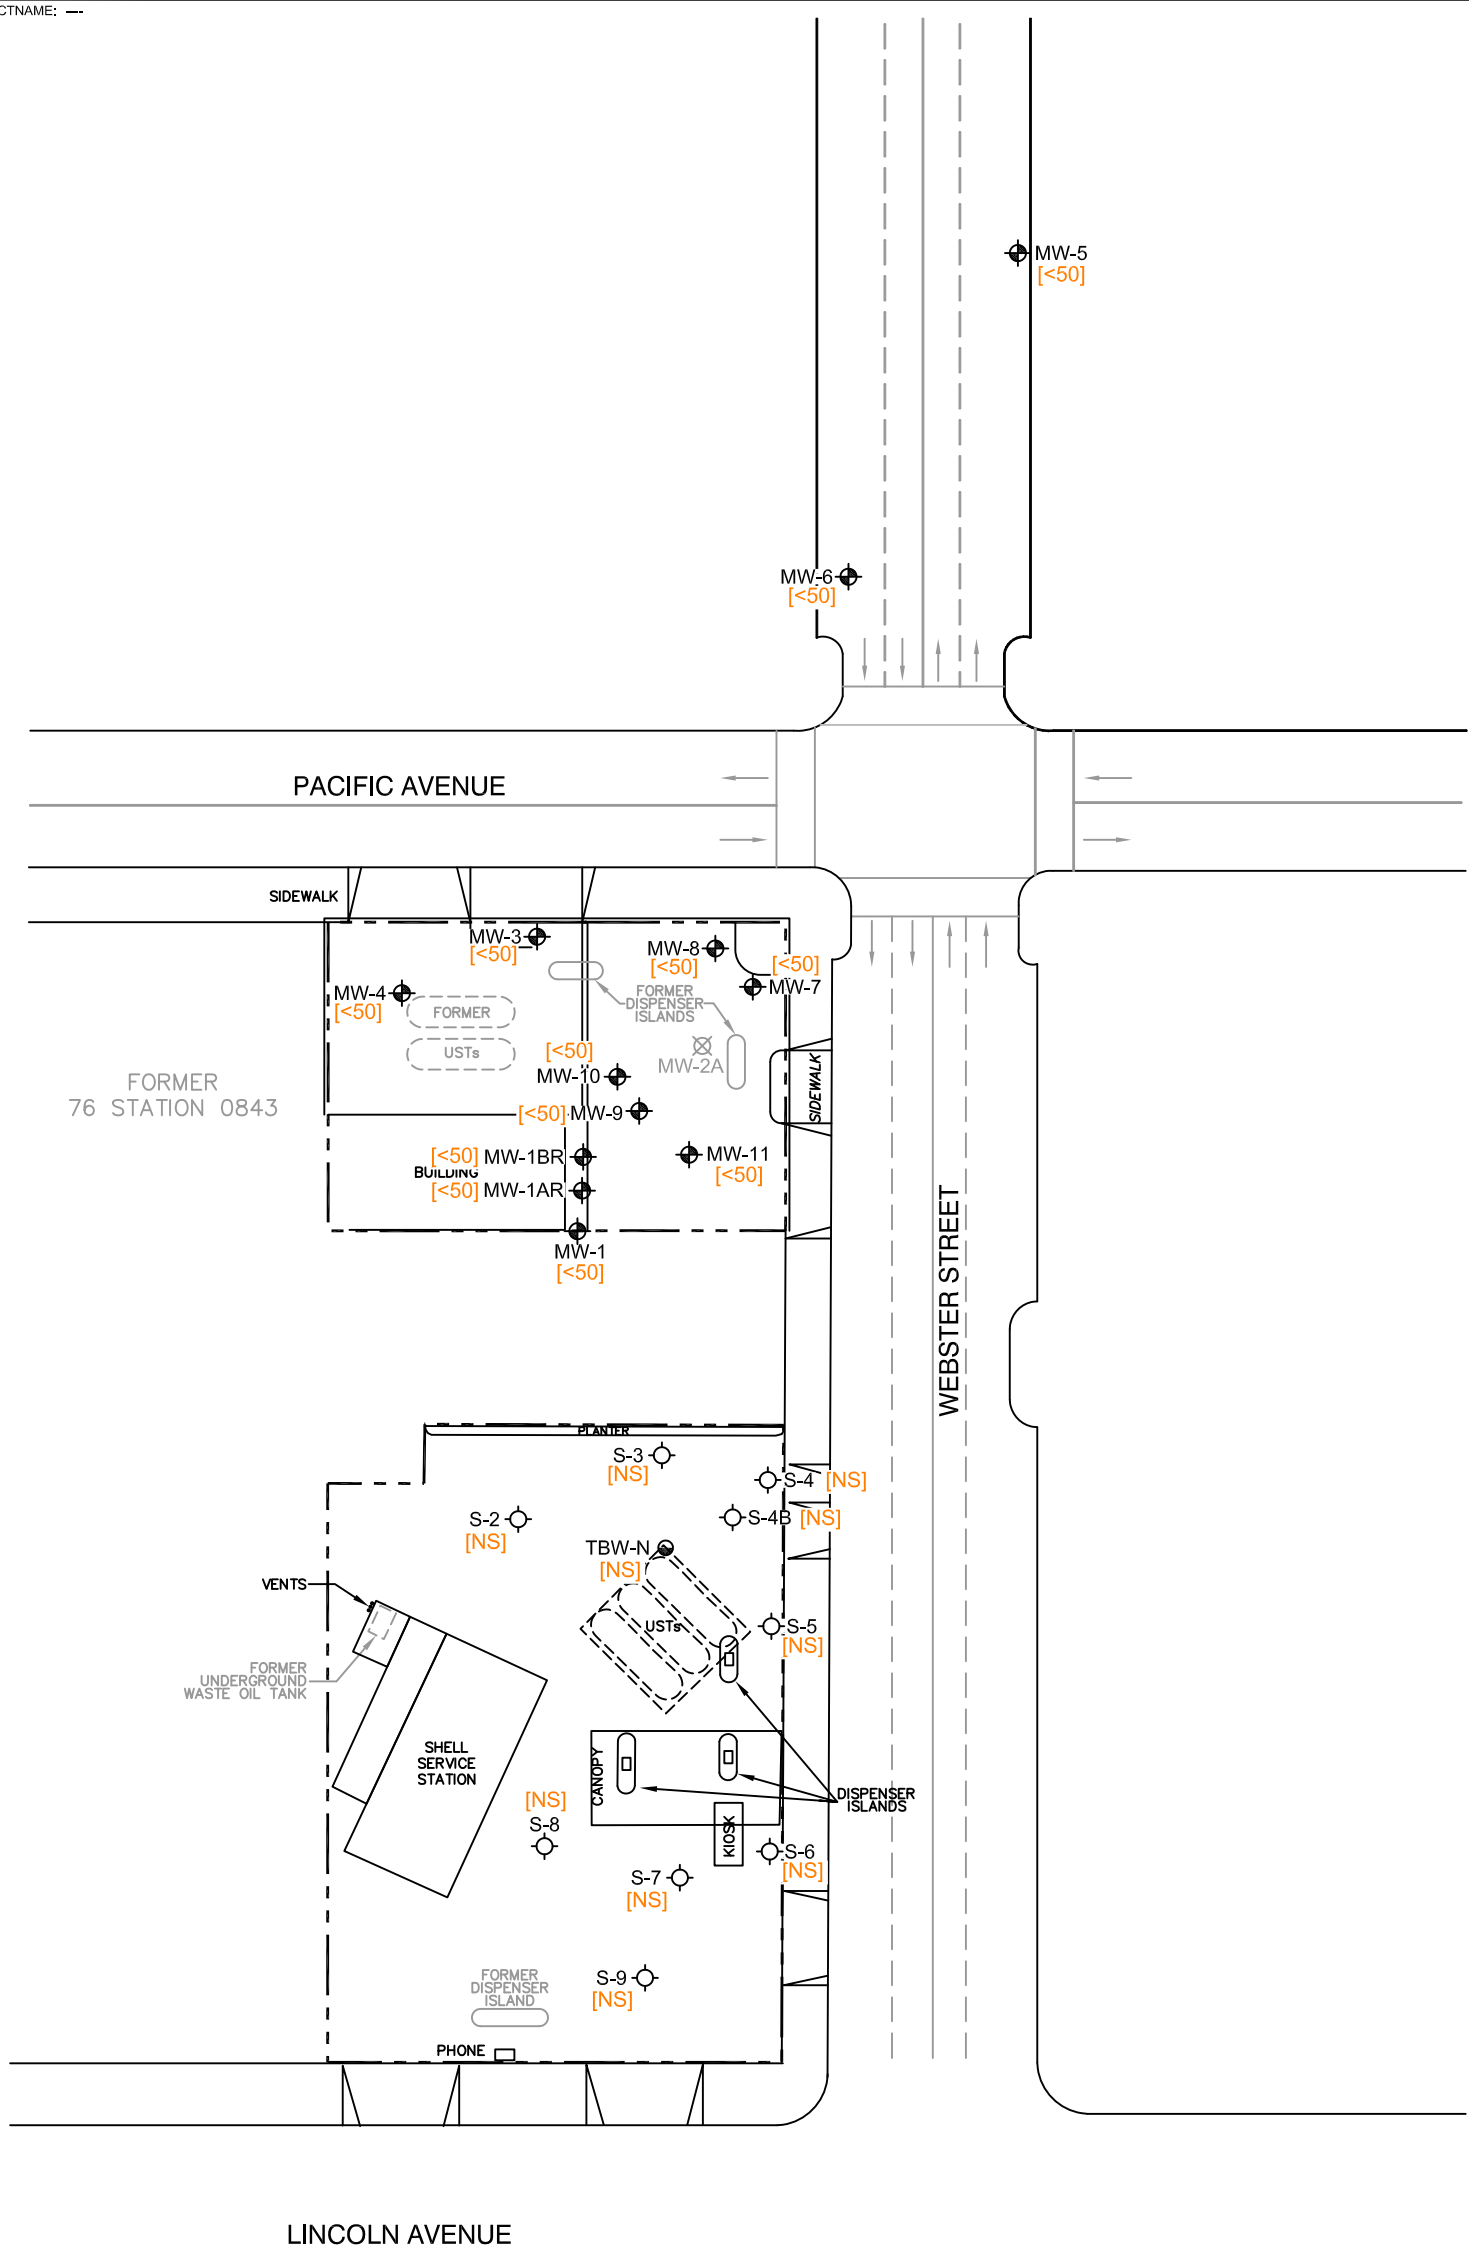 CTNAME: ---
MW-5
[<50]
MW-6
[<50]
PACIFIC AVENUE
SIDEWALK
MW-3
[<50]
MW-8
[<50]
[<50]
MW-7
MW-4
[<50]
FORMER
USTs
FORMER
DISPENSER
ISLANDS
MW-2A
[<50]
MW-10
[<50] MW-9
SIDEWALK
FORMER
76 STATION 0843
[<50] MW-1BR
BUILDING
[<50] MW-1AR
MW-11
[<50]
MW-1
[<50]
WEBSTER STREET
PLANTER
S-3
[NS]
S-4 [NS]
S-2
[NS]
S-4B [NS]
TBW-N
[NS]
VENTS
USTs
S-5
[NS]
FORMER
UNDERGROUND
WASTE OIL TANK
SHELL
SERVICE
STATION
CANOPY
DISPENSER
ISLANDS
KIOSK
[NS]
S-8
S-6
[NS]
S-7
[NS]
S-9
[NS]
FORMER
DISPENSER
ISLAND
PHONE
LINCOLN AVENUE